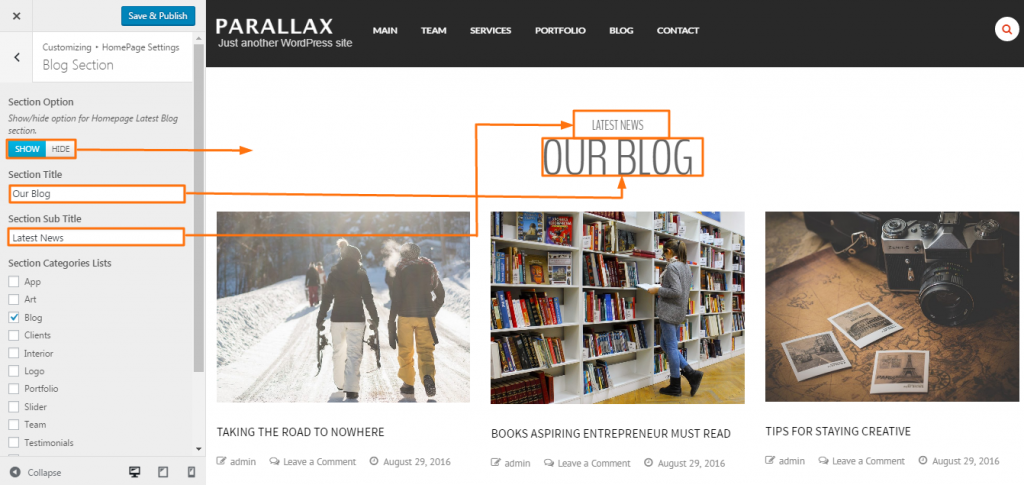 Save & Publish
Customizing • HomePage Settings
Blog Section
Section Option
Show/hide option for Homepage Latest Blog
section.
SHOW HIDE
Section Title
Our Blog
Section Sub Title
Latest News
Section Categories Lists
App
Art
Blog
Clients
Interior
Logo
Portfolio
Slider
Team
Testimonials
Collapse
PARALLAX
Just another WordPress site
MAIN TEAM SERVICES PORTFOLIO BLOG CONTACT
LATEST NEWS
OUR BLOG
TAKING THE ROAD TO NOWHERE
admin Leave a Comment August 29, 2016
BOOKS ASPIRING ENTREPRENEUR MUST READ
admin Leave a Comment August 29, 2016
TIPS FOR STAYING CREATIVE
admin Leave a Comment August 29, 2016